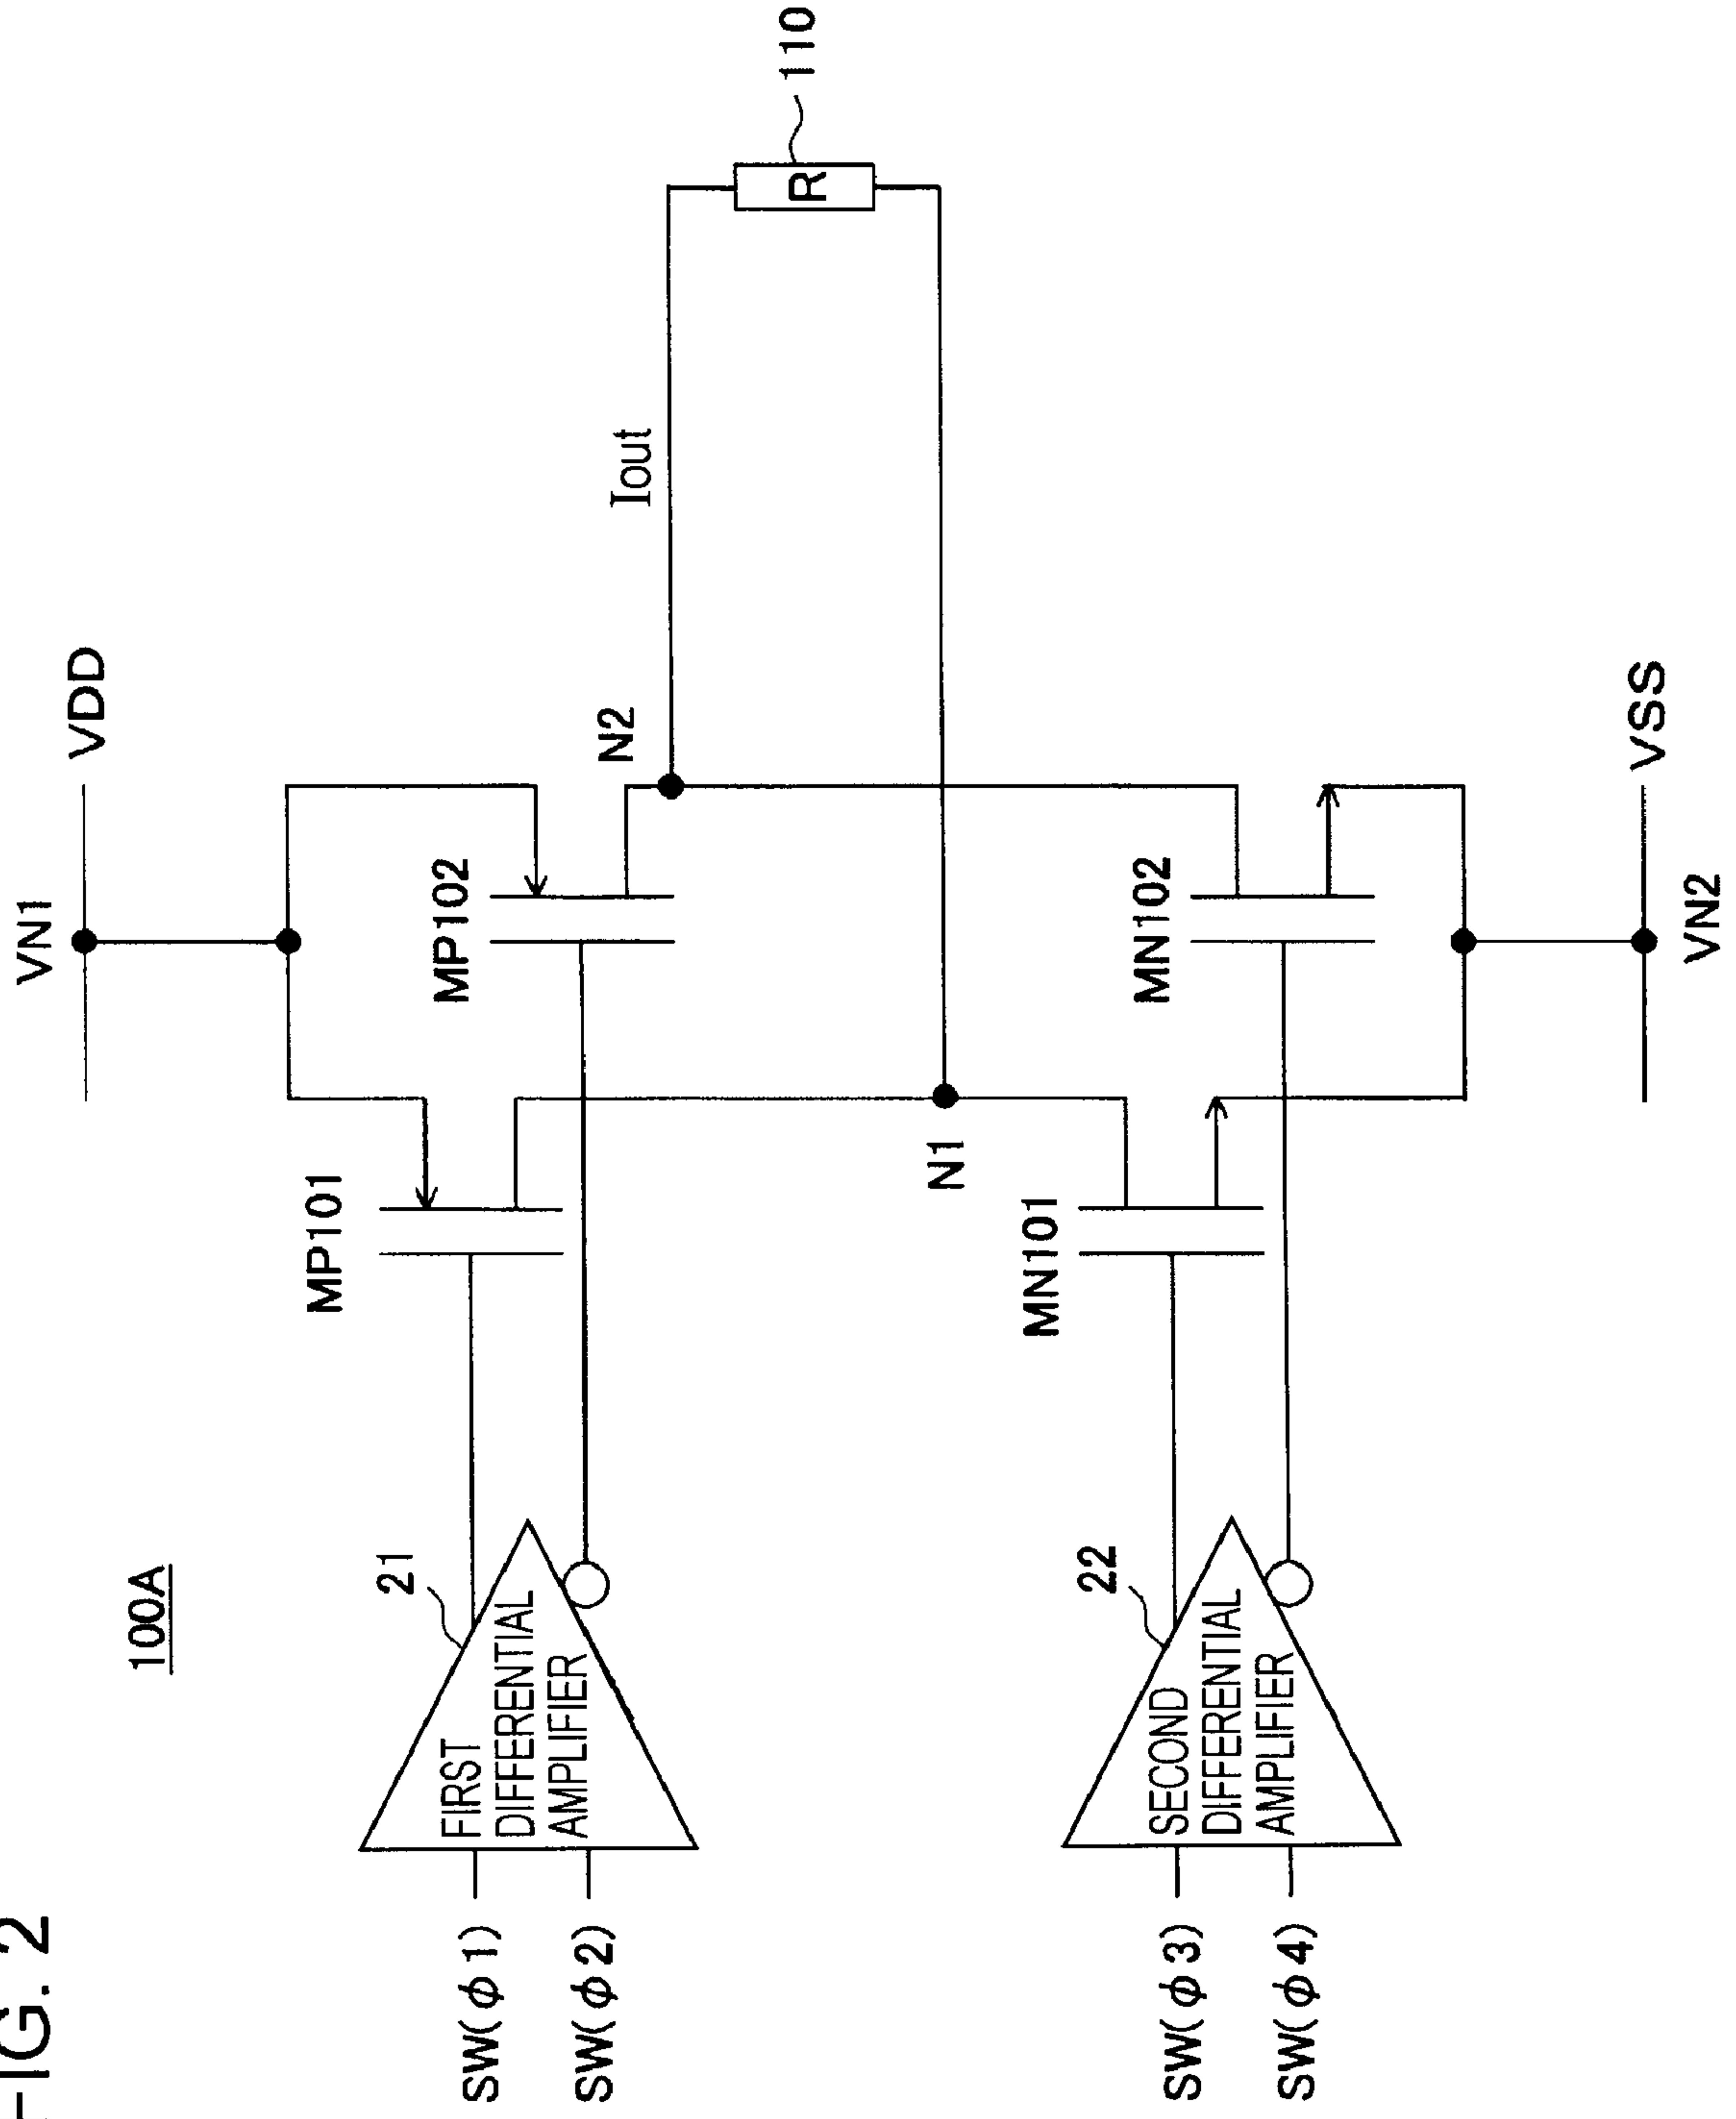 FIG. 2
100A
VN1
VDD
21
FIRST
DIFFERENTIAL
AMPLIFIER
SW(φ1)
SW(φ2)
MP101
MP102
N2
Iout
R
110
N1
22
SECOND
DIFFERENTIAL
AMPLIFIER
SW(φ3)
SW(φ4)
MN101
MN102
VSS
VN2